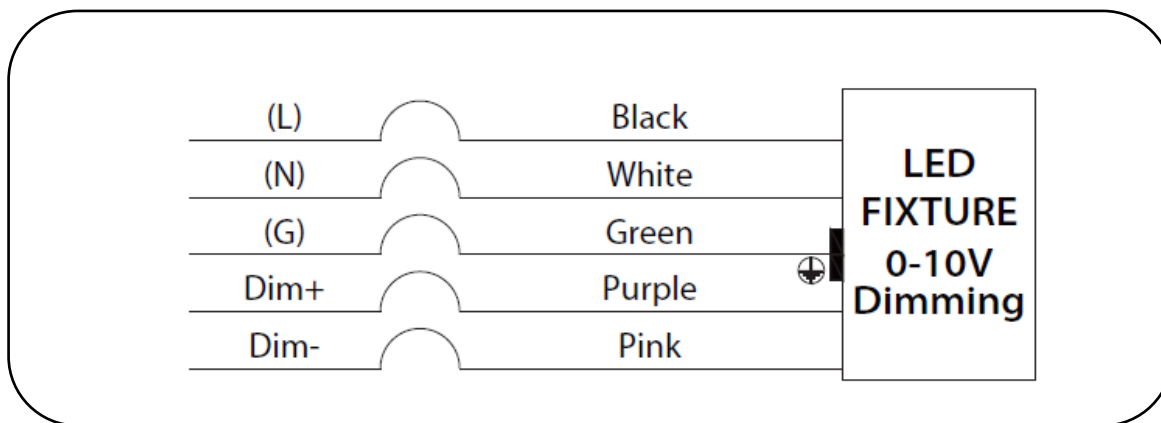 (L) Black
(N) White
(G) Green
Dim+ Purple
Dim- Pink
LED
FIXTURE
0-10V
Dimming